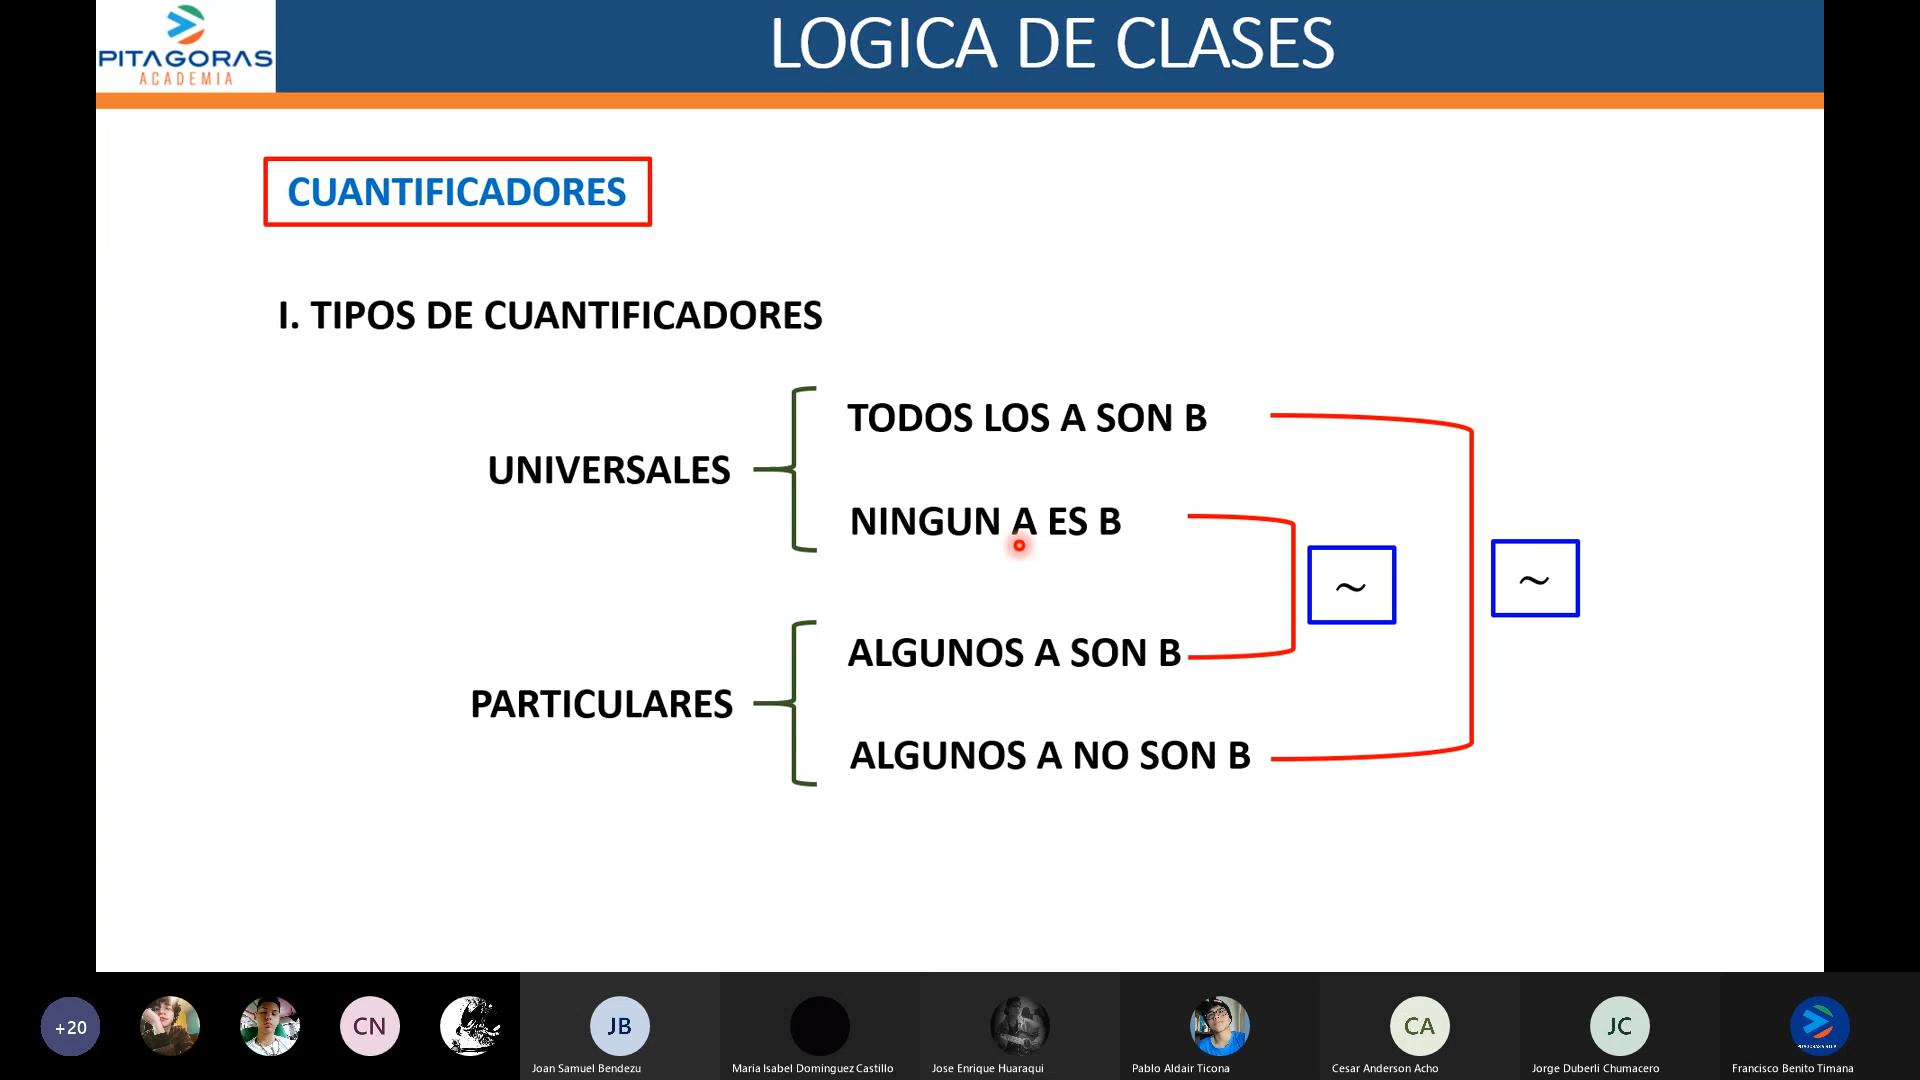 PITAGORAS
ACADEMIA
LOGICA DE CLASES
CUANTIFICADORES
I. TIPOS DE CUANTIFICADORES
UNIVERSALES
TODOS LOS A SON B
NINGUN A ES B
~
~
PARTICULARES
ALGUNOS A SON B
ALGUNOS A NO SON B
+20
CN
JB
CA
JC
Joan Samuel Bendezu
Maria Isabel Dominguez Castillo
Jose Enrique Huaraqui
Pablo Aldair Ticona
Cesar Anderson Acho
Jorge Duberli Chumacero
Francisco Benito Timana